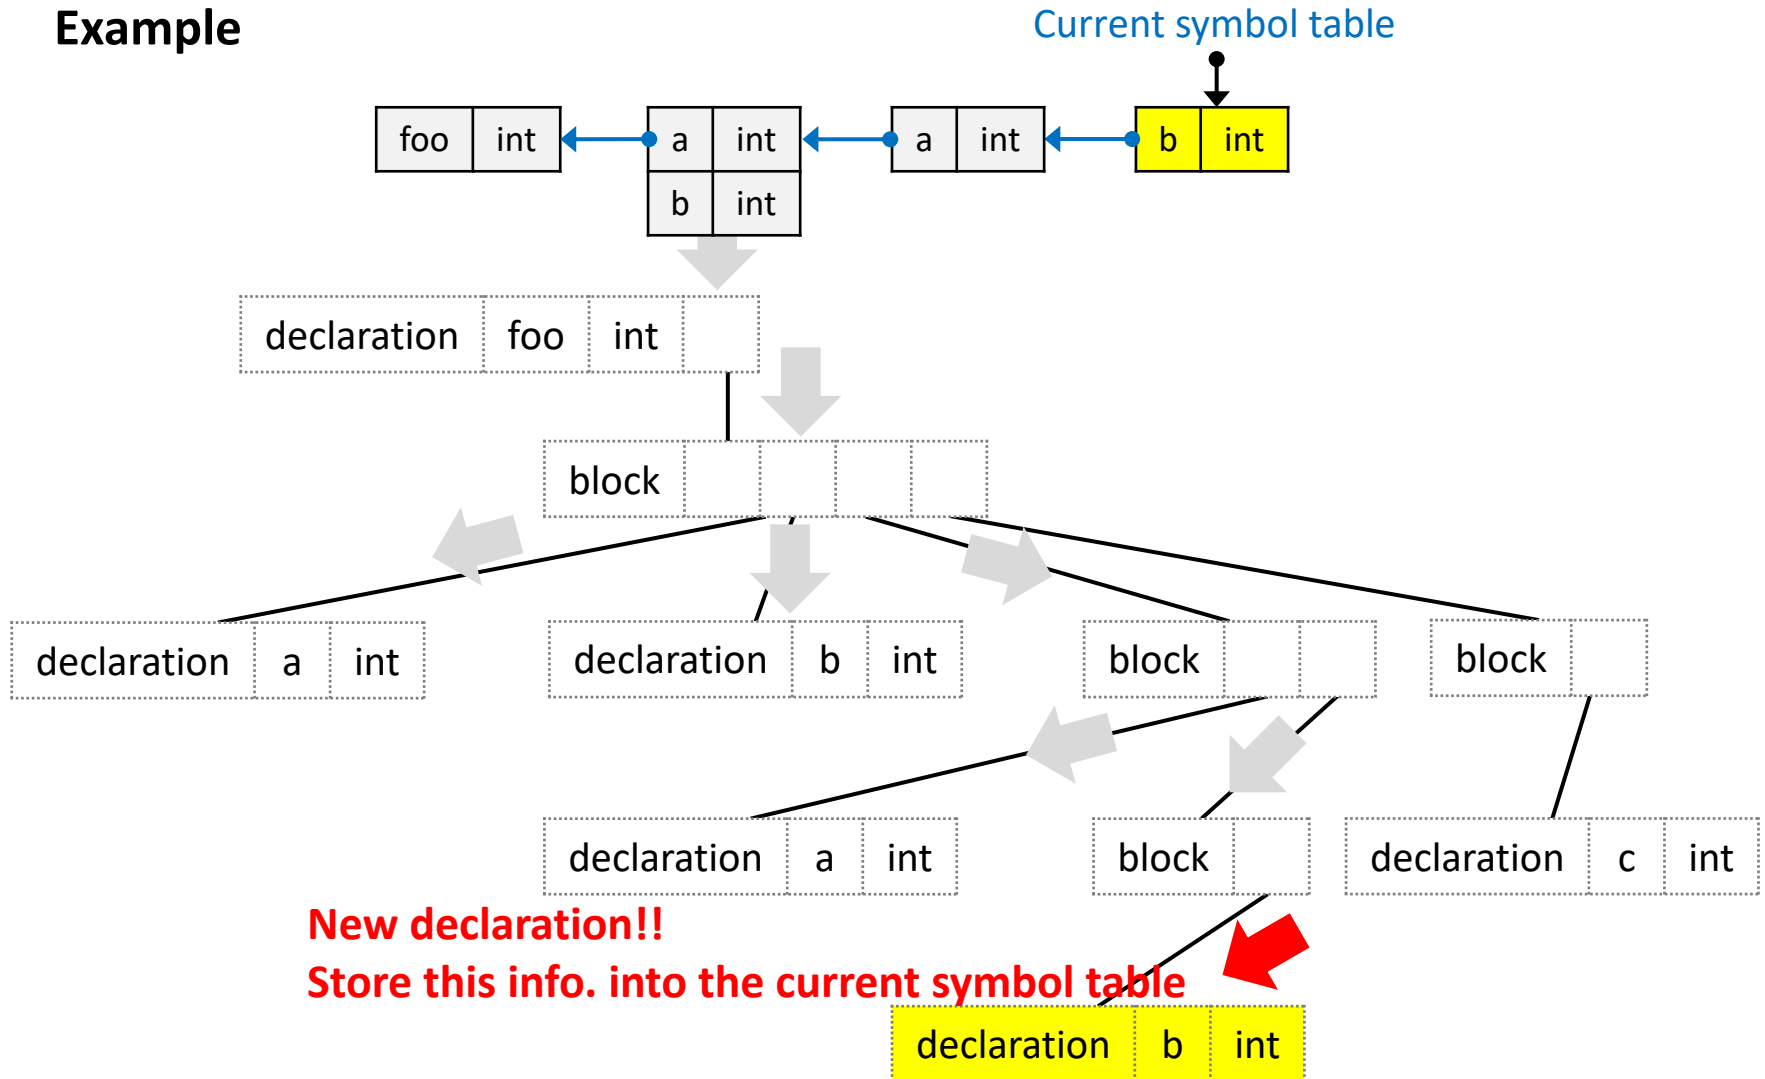 Example
Current symbol table
foo int a int a int b int
b int
declaration foo int
block
declaration a int declaration b int block block
declaration a int block declaration c int
New declaration!!
Store this info. into the current symbol table
declaration b int